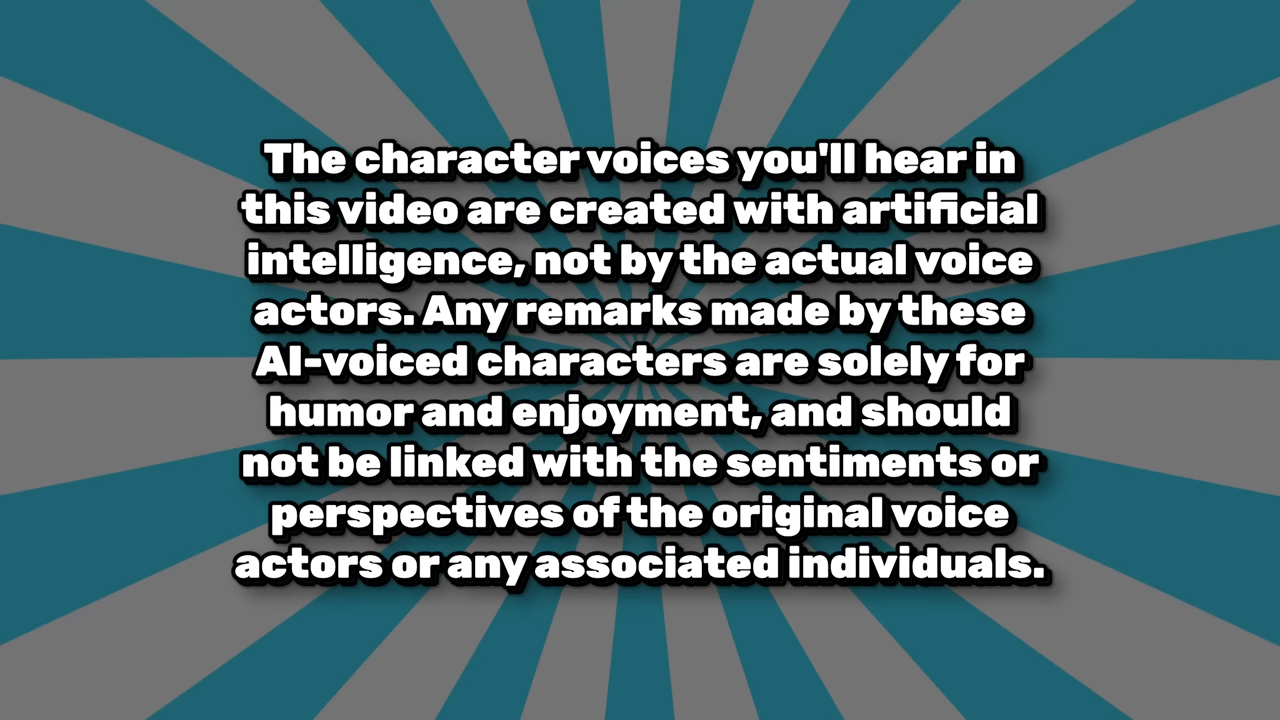 The character voices you'll hear in
this video are created with artificial
intelligence, not by the actual voice
actors. Any remarks made by these
AI-voiced characters are solely for
humor and enjoyment, and should
not be linked with the sentiments or
perspectives of the original voice
actors or any associated individuals.